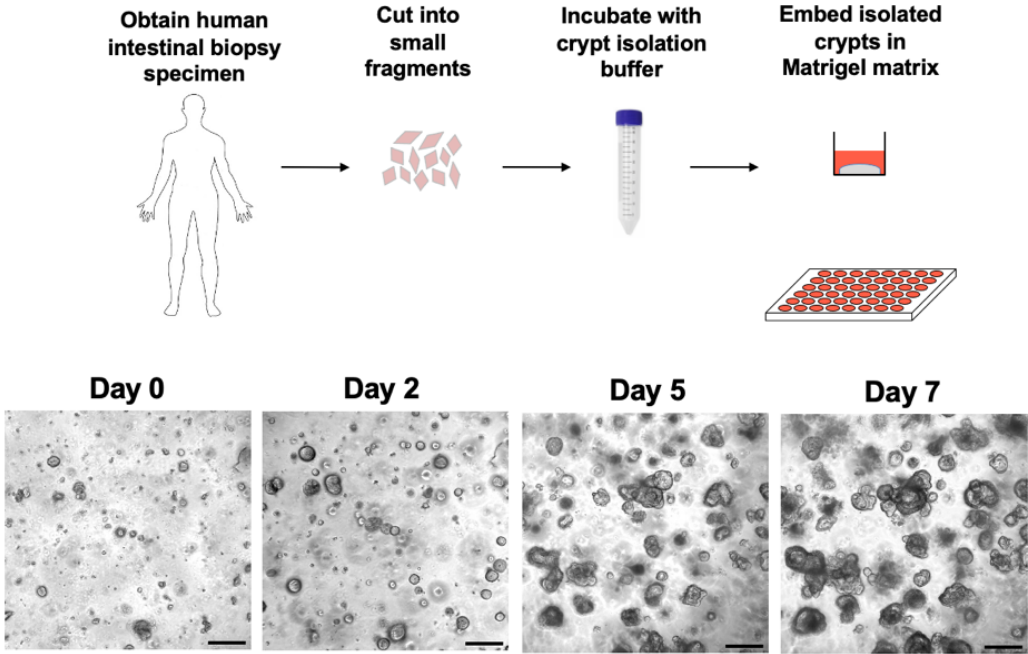 Obtain human
intestinal biopsy
specimen
Cut into
small
fragments
Incubate with
crypt isolation
buffer
Embed isolated
crypts in
Matrigel matrix
Day 0
Day 2
Day 5
Day 7